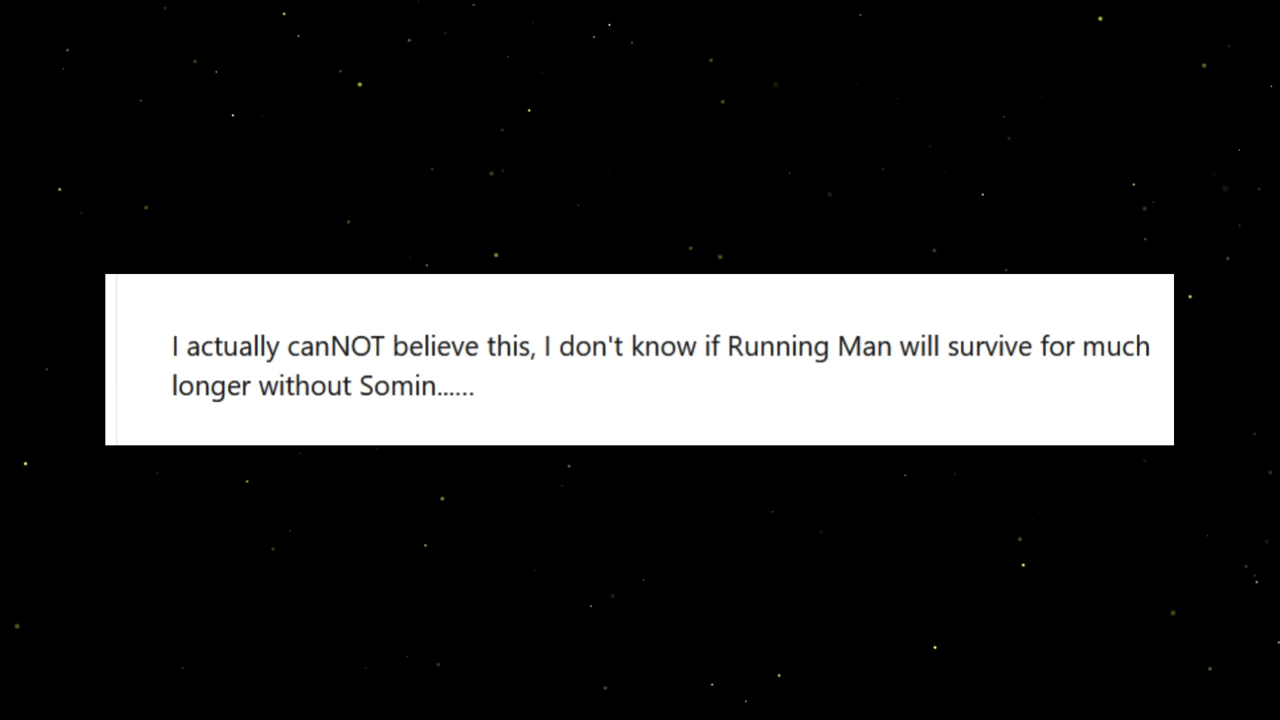 I actually canNOT believe this, I don't know if Running Man will survive for much
longer without Somin......